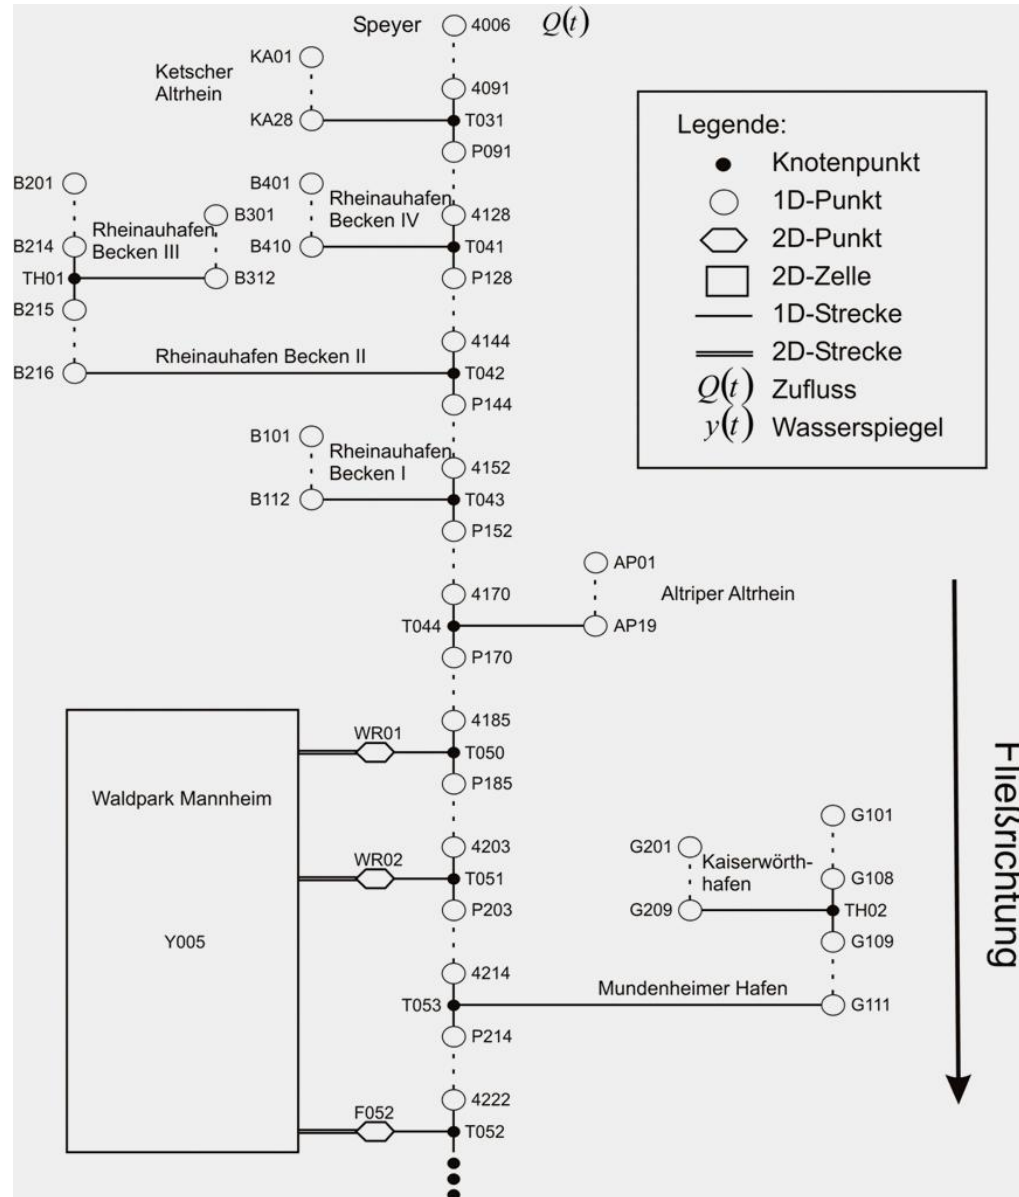 Speyer 4006 Q(t)
KA01
Ketscher
Altrhein
4091
KA28 T031
P091
Legende:
Knotenpunkt
1D-Punkt
2D-Punkt
2D-Zelle
1D-Strecke
2D-Strecke
Q(t) Zufluss
y(t) Wasserspiegel
B201
B401
Rheinauhafen
Becken IV
B301
4128
B214
Rheinauhafen
Becken III
B410 T041
TH01
B312
P128
B215
4144
B216
Rheinauhafen Becken II
T042
P144
B101
Rheinauhafen
Becken I
4152
B112 T043
P152
AP01
4170
Altriper Altrhein
T044
AP19
P170
4185
WR01
T050
P185
Waldpark Mannheim
G101
4203
G201
Kaiserwörth-
hafen
WR02
T051
G108
P203
G209
TH02
Y005
G109
4214
Mundenheimer Hafen
T053
G111
P214
4222
F052
T052
Fließrichtung